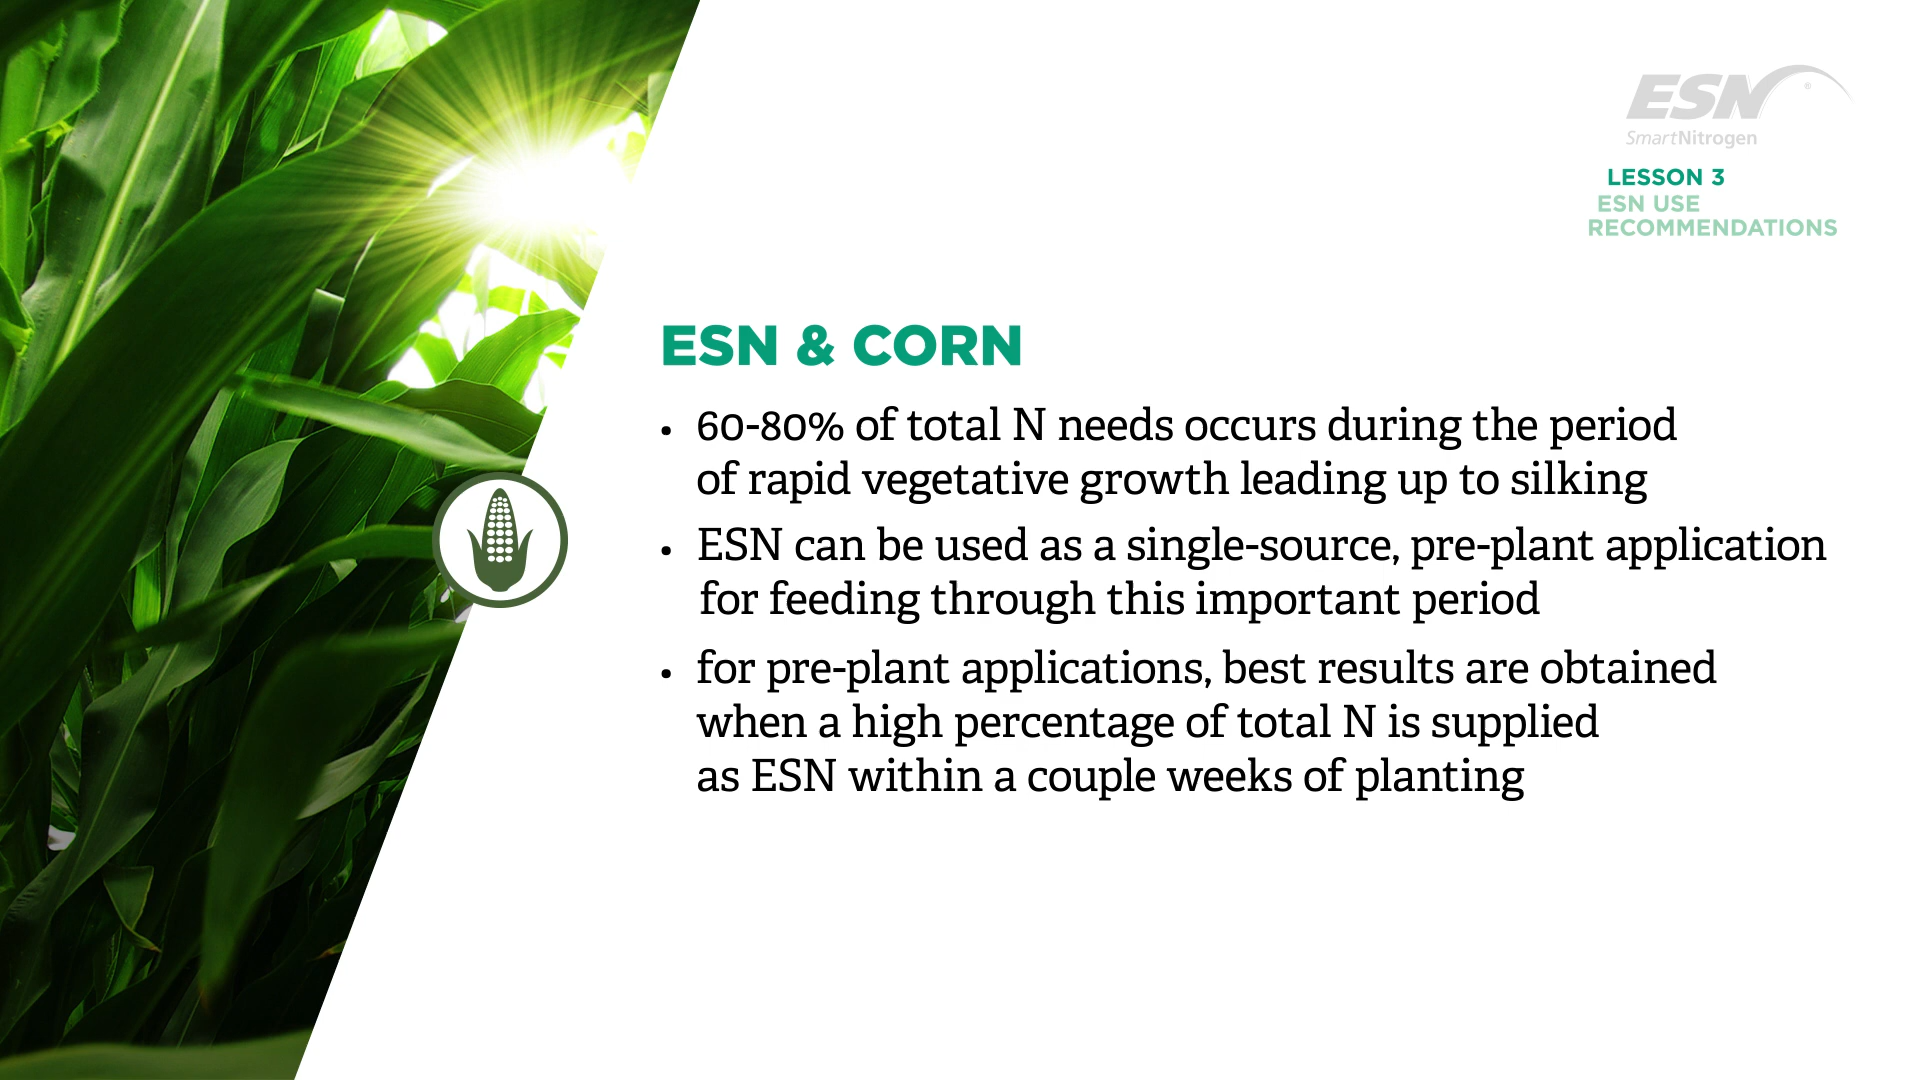 ESN®
SmartNitrogen
LESSON 3
ESN USE
RECOMMENDATIONS
ESN & CORN
• 60-80% of total N needs occurs during the period
of rapid vegetative growth leading up to silking
• ESN can be used as a single-source, pre-plant application
for feeding through this important period
• for pre-plant applications, best results are obtained
when a high percentage of total N is supplied
as ESN within a couple weeks of planting